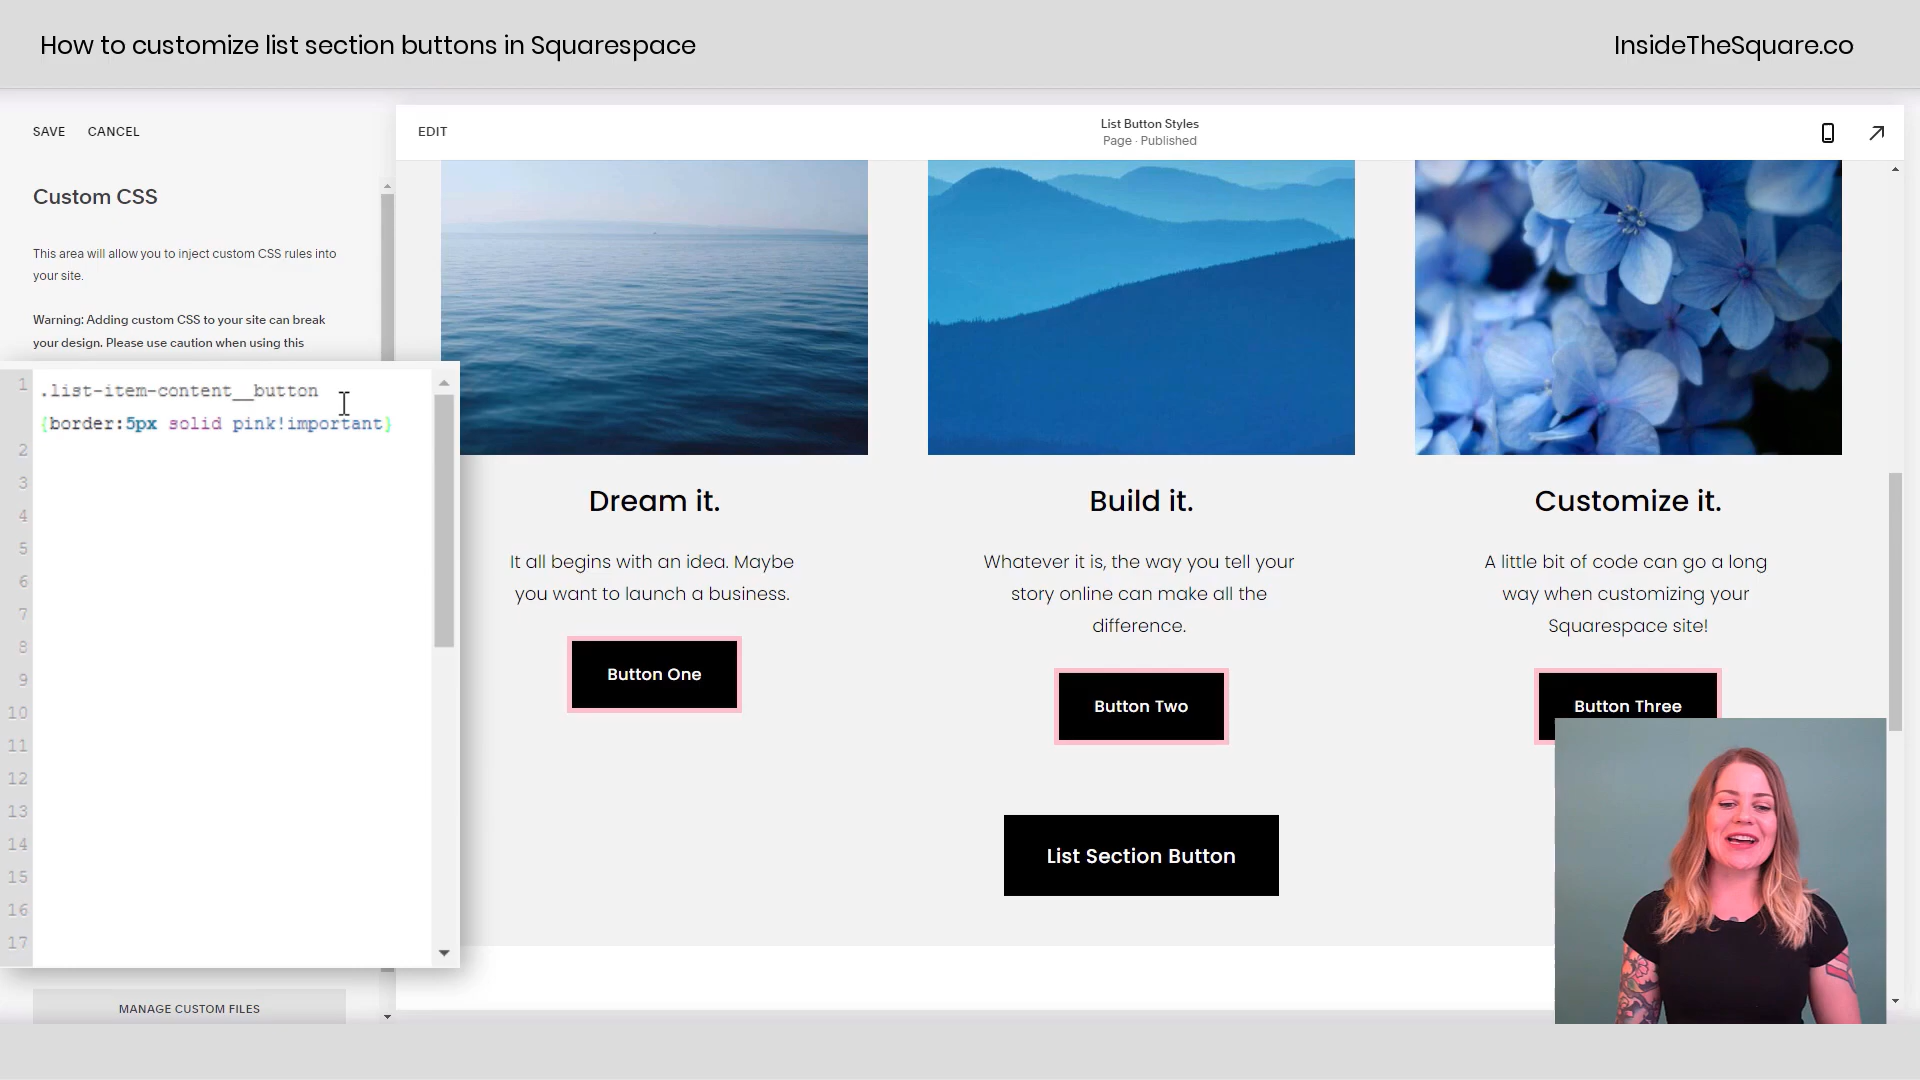 How to customize list section buttons in Squarespace
InsideTheSquare.co
SAVE CANCEL
EDIT
List Button Styles
Page · Published
Custom CSS
This area will allow you to inject custom CSS rules into
your site.
Warning: Adding custom CSS to your site can break
your design. Please use caution when using this
1 .list-item-content__button
{border:5px solid pink!important}
2
3
4
5
6
7
8
9
10
11
12
13
14
15
16
17
MANAGE CUSTOM FILES
Dream it.
It all begins with an idea. Maybe
you want to launch a business.
Button One
Build it.
Whatever it is, the way you tell your
story online can make all the
difference.
Button Two
Customize it.
A little bit of code can go a long
way when customizing your
Squarespace site!
Button Three
List Section Button